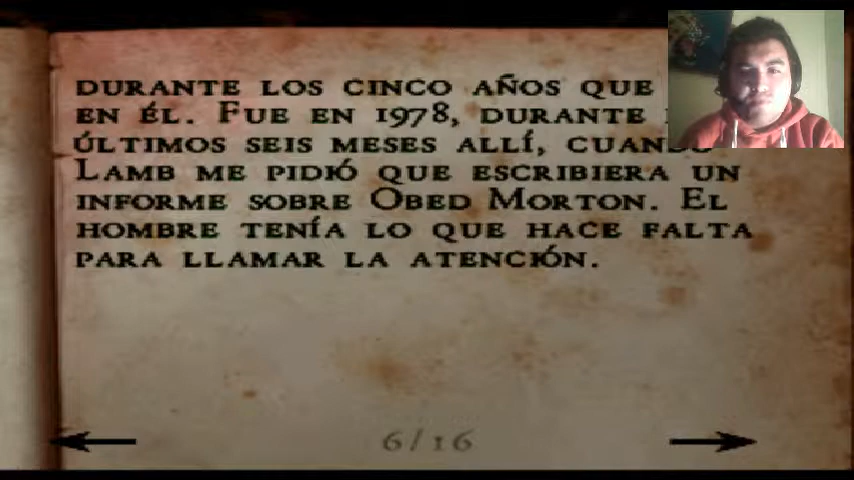 DURANTE LOS CINCO AÑOS QUE
EN ÉL. FUE EN 1978, DURANTE
ÚLTIMOS SEIS MESES ALLÍ, CUANDO
LAMB ME PIDIÓ QUE ESCRIBIERA UN
INFORME SOBRE OBED MORTON. EL
HOMBRE TENÍA LO QUE HACE FALTA
PARA LLAMAR LA ATENCIÓN.
6/16